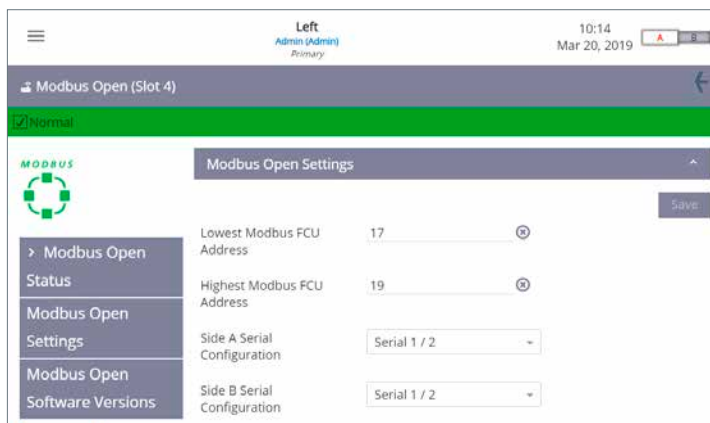 Left
Admin (Admin)
Primary
10:14
Mar 20, 2019
A
B
Modbus Open (Slot 4)
Normal
MODBUS
Modbus Open Settings
Save
> Modbus Open
Status
Modbus Open
Settings
Modbus Open
Software Versions
Lowest Modbus FCU
Address
17
Highest Modbus FCU
Address
19
Side A Serial
Configuration
Serial 1 / 2
Side B Serial
Configuration
Serial 1 / 2